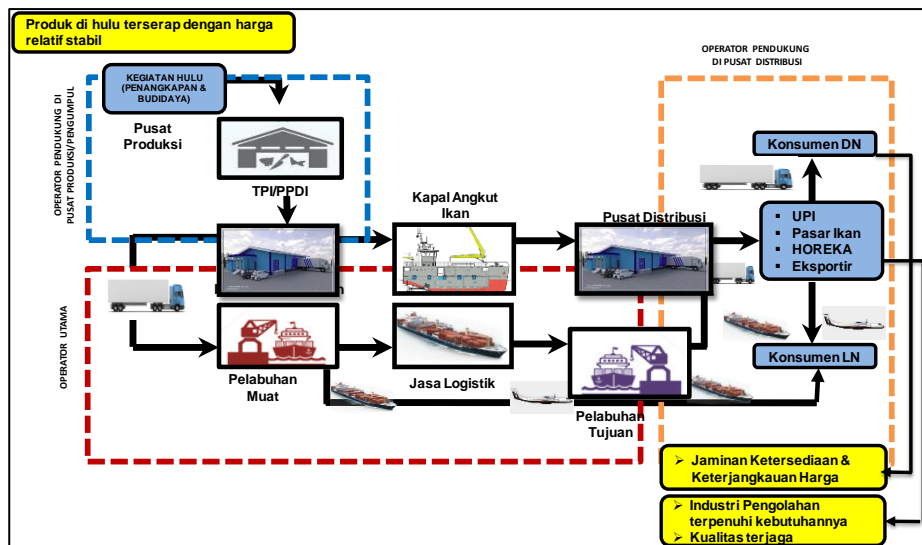 Produk di hulu terserap dengan harga
relatif stabil
OPERATOR PENDUKUNG
DI PUSAT DISTRIBUSI
OPERATOR PENDUKUNG DI
PUSAT PRODUKSI/PENGUMPUL
KEGIATAN HULU
(PENANGKAPAN &
BUDIDAYA)
Pusat
Produksi
TPI/PPDI
Kapal Angkut
Ikan
Pusat Distribusi
Konsumen DN
▪ UPI
▪ Pasar Ikan
▪ HOREKA
▪ Eksportir
Konsumen LN
OPERATOR UTAMA
Pelabuhan
Muat
Jasa Logistik
Pelabuhan
Tujuan
➢ Jaminan Ketersediaan &
Keterjangkauan Harga
➢ Industri Pengolahan
terpenuhi kebutuhannya
➢ Kualitas terjaga